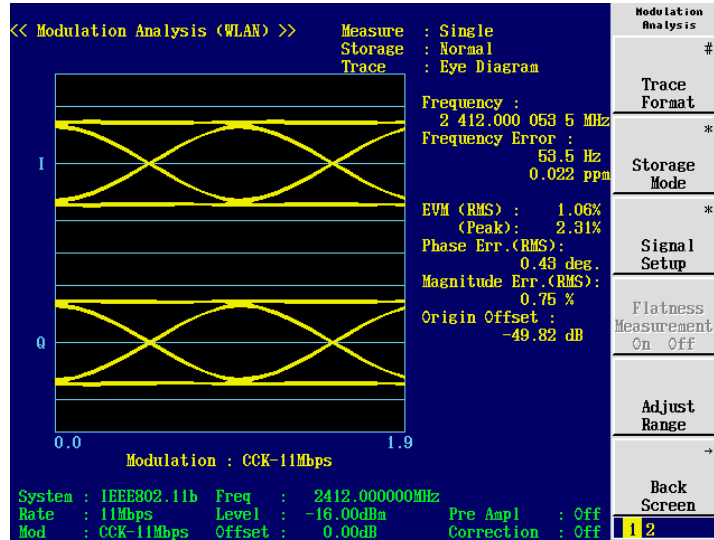 << Modulation Analysis (WLAN) >>
Measure : Single
Storage : Normal
Trace : Eye Diagram
Frequency :
2 412.000 053 5 MHz
Frequency Error :
53.5 Hz
0.022 ppm
EVM (RMS) : 1.06%
(Peak): 2.31%
Phase Err.(RMS):
0.43 deg.
Magnitude Err.(RMS):
0.75 %
Origin Offset :
-49.82 dB
I
Q
0.0 1.9
Modulation : CCK-11Mbps
System : IEEE802.11b Freq : 2412.000000MHz
Rate : 11Mbps Level : -16.00dBm Pre Ampl : Off
Mod : CCK-11Mbps Offset : 0.00dB Correction : Off
Modulation
Analysis
#
Trace
Format
*
Storage
Mode
*
Signal
Setup
Flatness
Measurement
On Off
Adjust
Range
→
Back
Screen
1 2